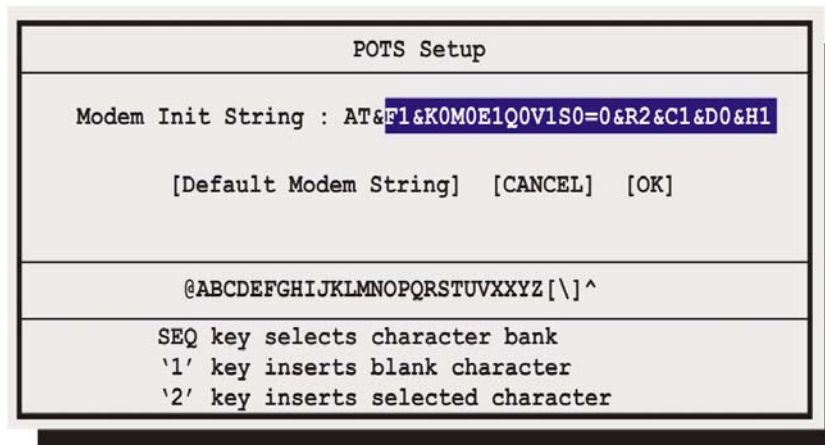 POTS Setup
Modem Init String : AT&F1&K0M0E1Q0V1S0=0&R2&C1&D0&H1
[Default Modem String] [CANCEL] [OK]
@ABCDEFGHIJKLMNOPQRSTUVXXYZ[\]^
SEQ key selects character bank
‘1’ key inserts blank character
‘2’ key inserts selected character